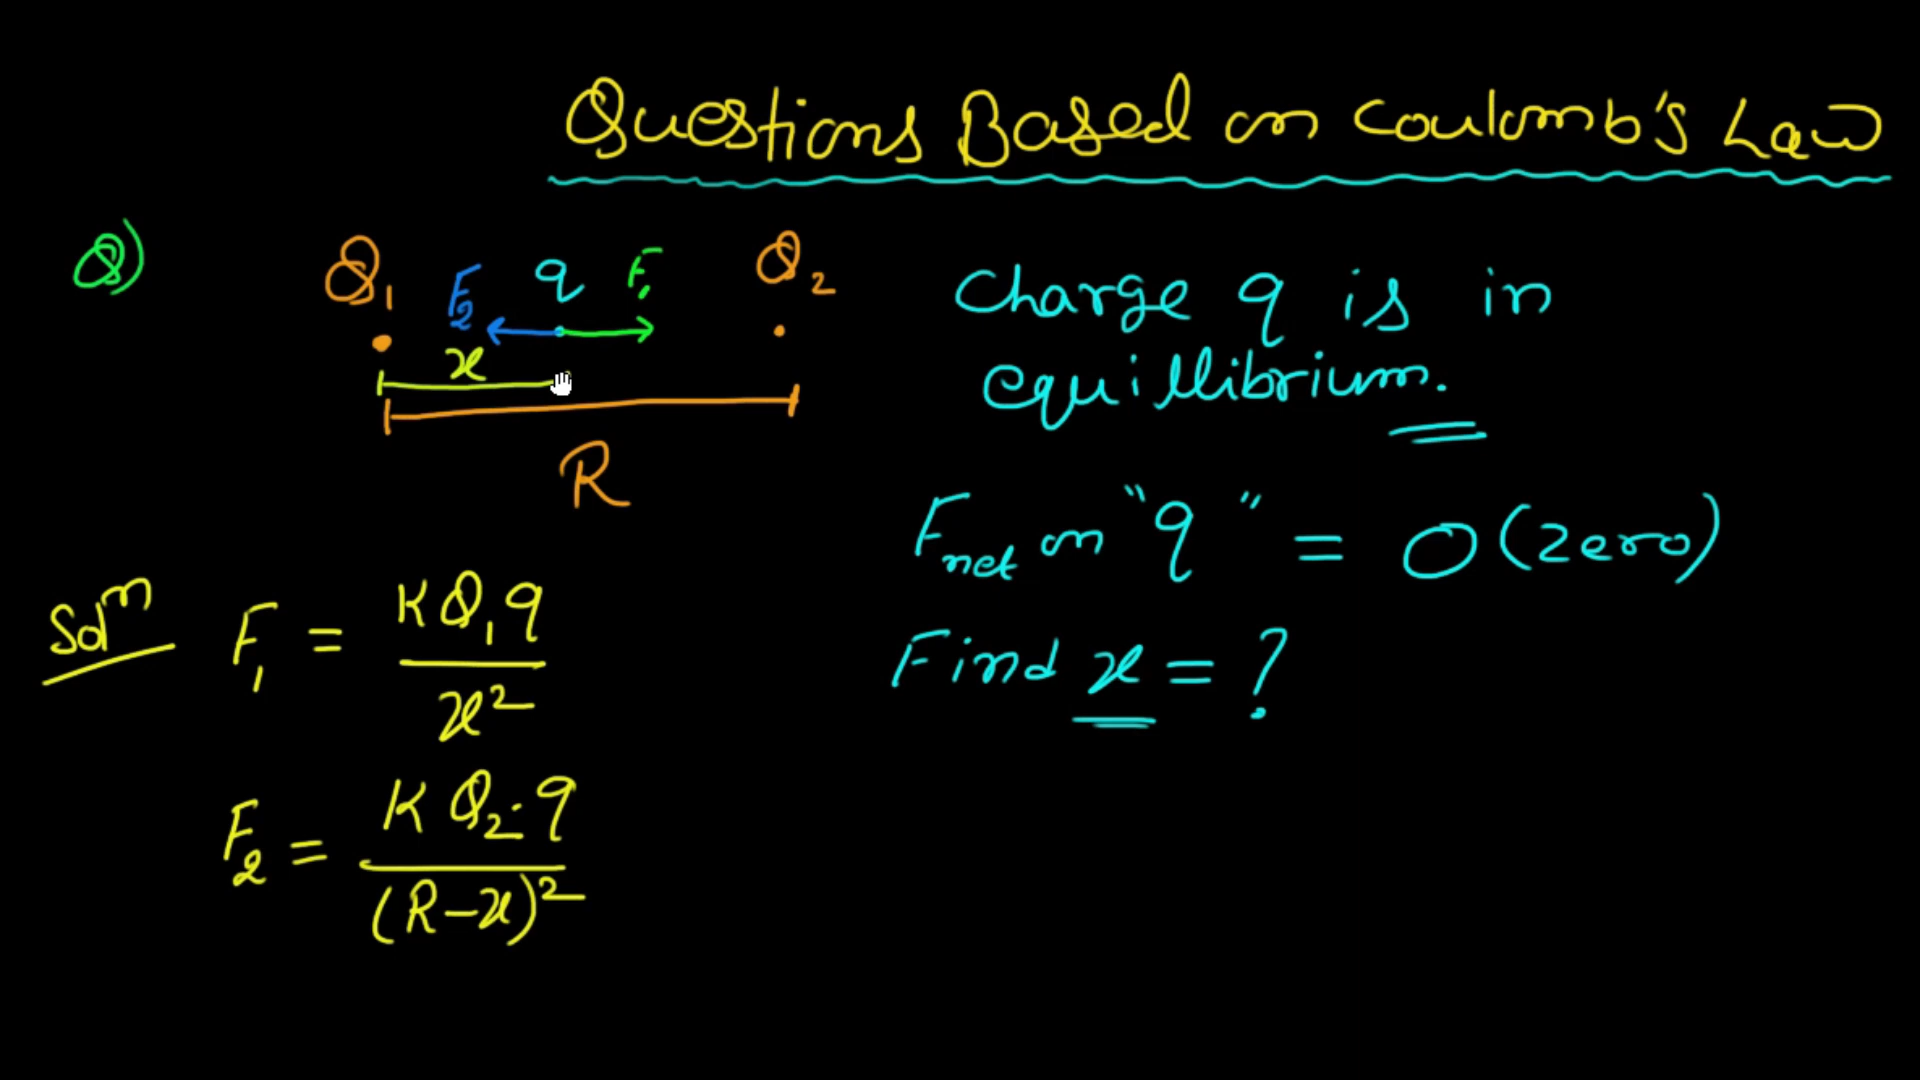 Questions Based on Coulomb's Law
Q)
Q₁ F₂ q F₁ Q₂
x
R
Charge q is in
equillibrium.
Fnet on "q" = 0 (zero)
Find x = ?
Solⁿ F₁ = KQ₁q / x²
F₂ = KQ₂.q / (R-x)²